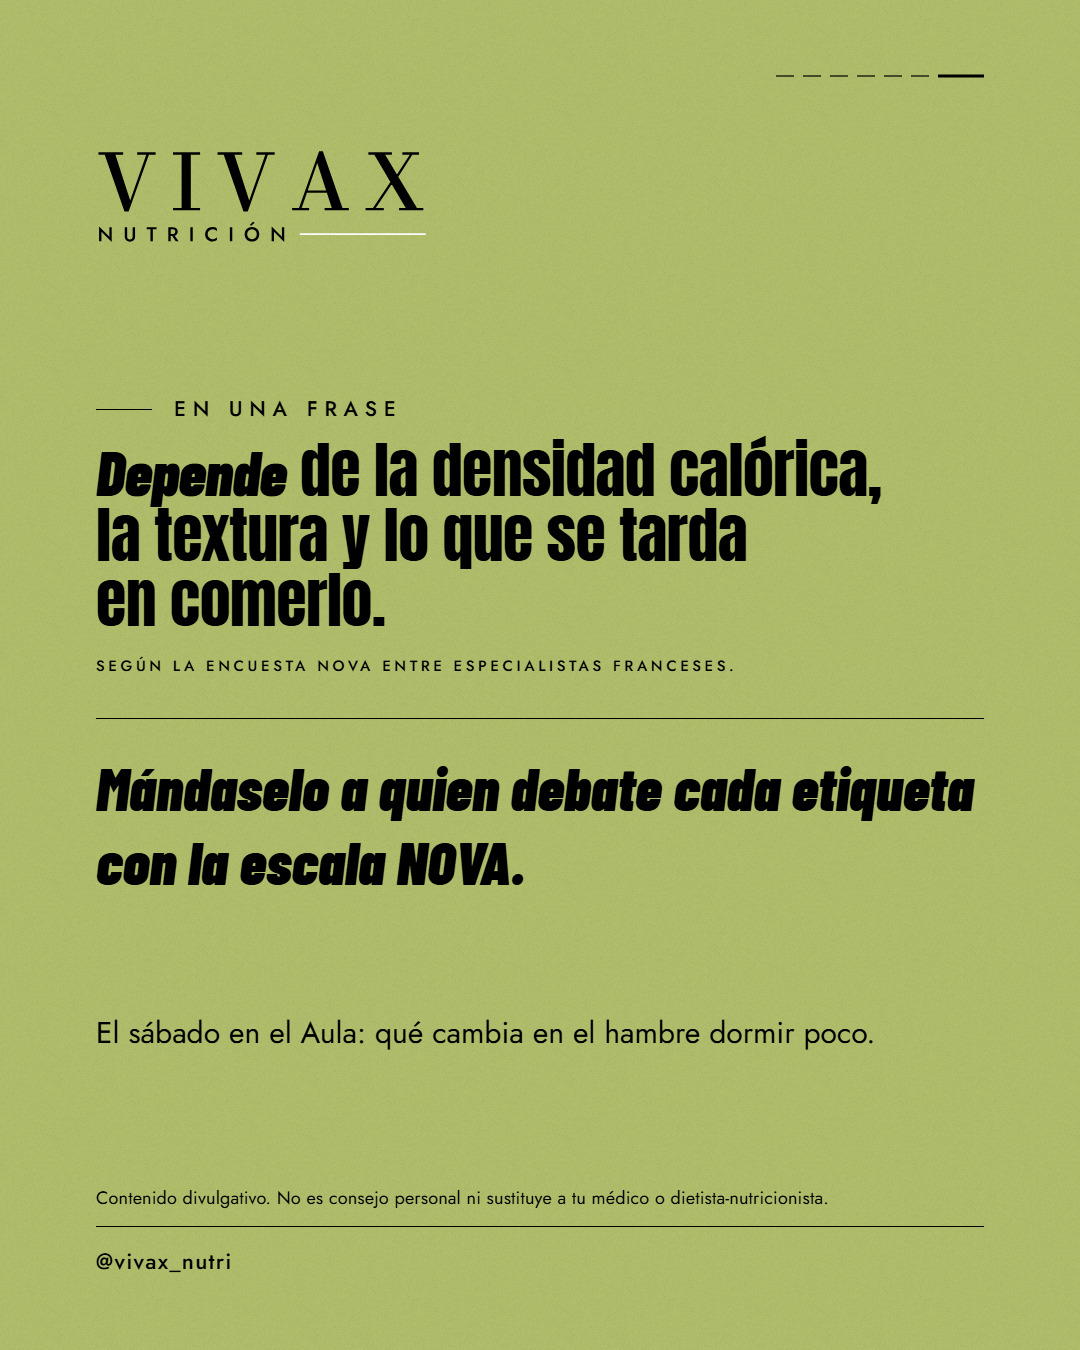 VIVAX
NUTRICIÓN
EN UNA FRASE
Depende de la densidad calórica,
la textura y lo que se tarda
en comerlo.
SEGÚN LA ENCUESTA NOVA ENTRE ESPECIALISTAS FRANCESES.
Mándaselo a quien debate cada etiqueta
con la escala NOVA.
El sábado en el Aula: qué cambia en el hambre dormir poco.
Contenido divulgativo. No es consejo personal ni sustituye a tu médico o dietista-nutricionista.
@vivax_nutri